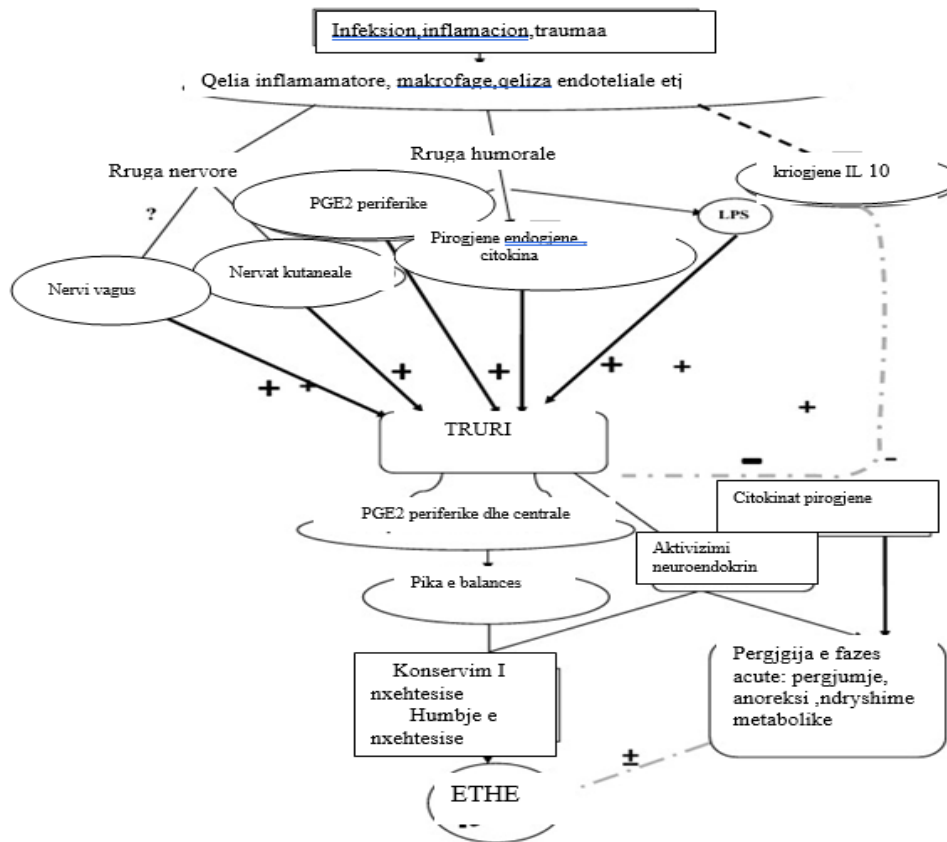 Infeksion,inflamacion,traumaa
Qelia inflamamatore, makrofage,qeliza endoteliale etj
Rruga nervore
Rruga humorale
kriogjene IL 10
?
PGE2 periferike
LPS
Pirogjene endogjene
citokina
Nervi vagus
Nervat kutaneale
+ + + + + +
+
TRURI
- -
Citokinat pirogjene
PGE2 periferike dhe centrale
Aktivizimi
neuroendokrin
Pika e balances
Konservim I
nxehtesise
Humbje e
nxehtesise
Pergjgija e fazes
acute: pergjumje,
anoreksi ,ndryshime
metabolike
±
ETHE